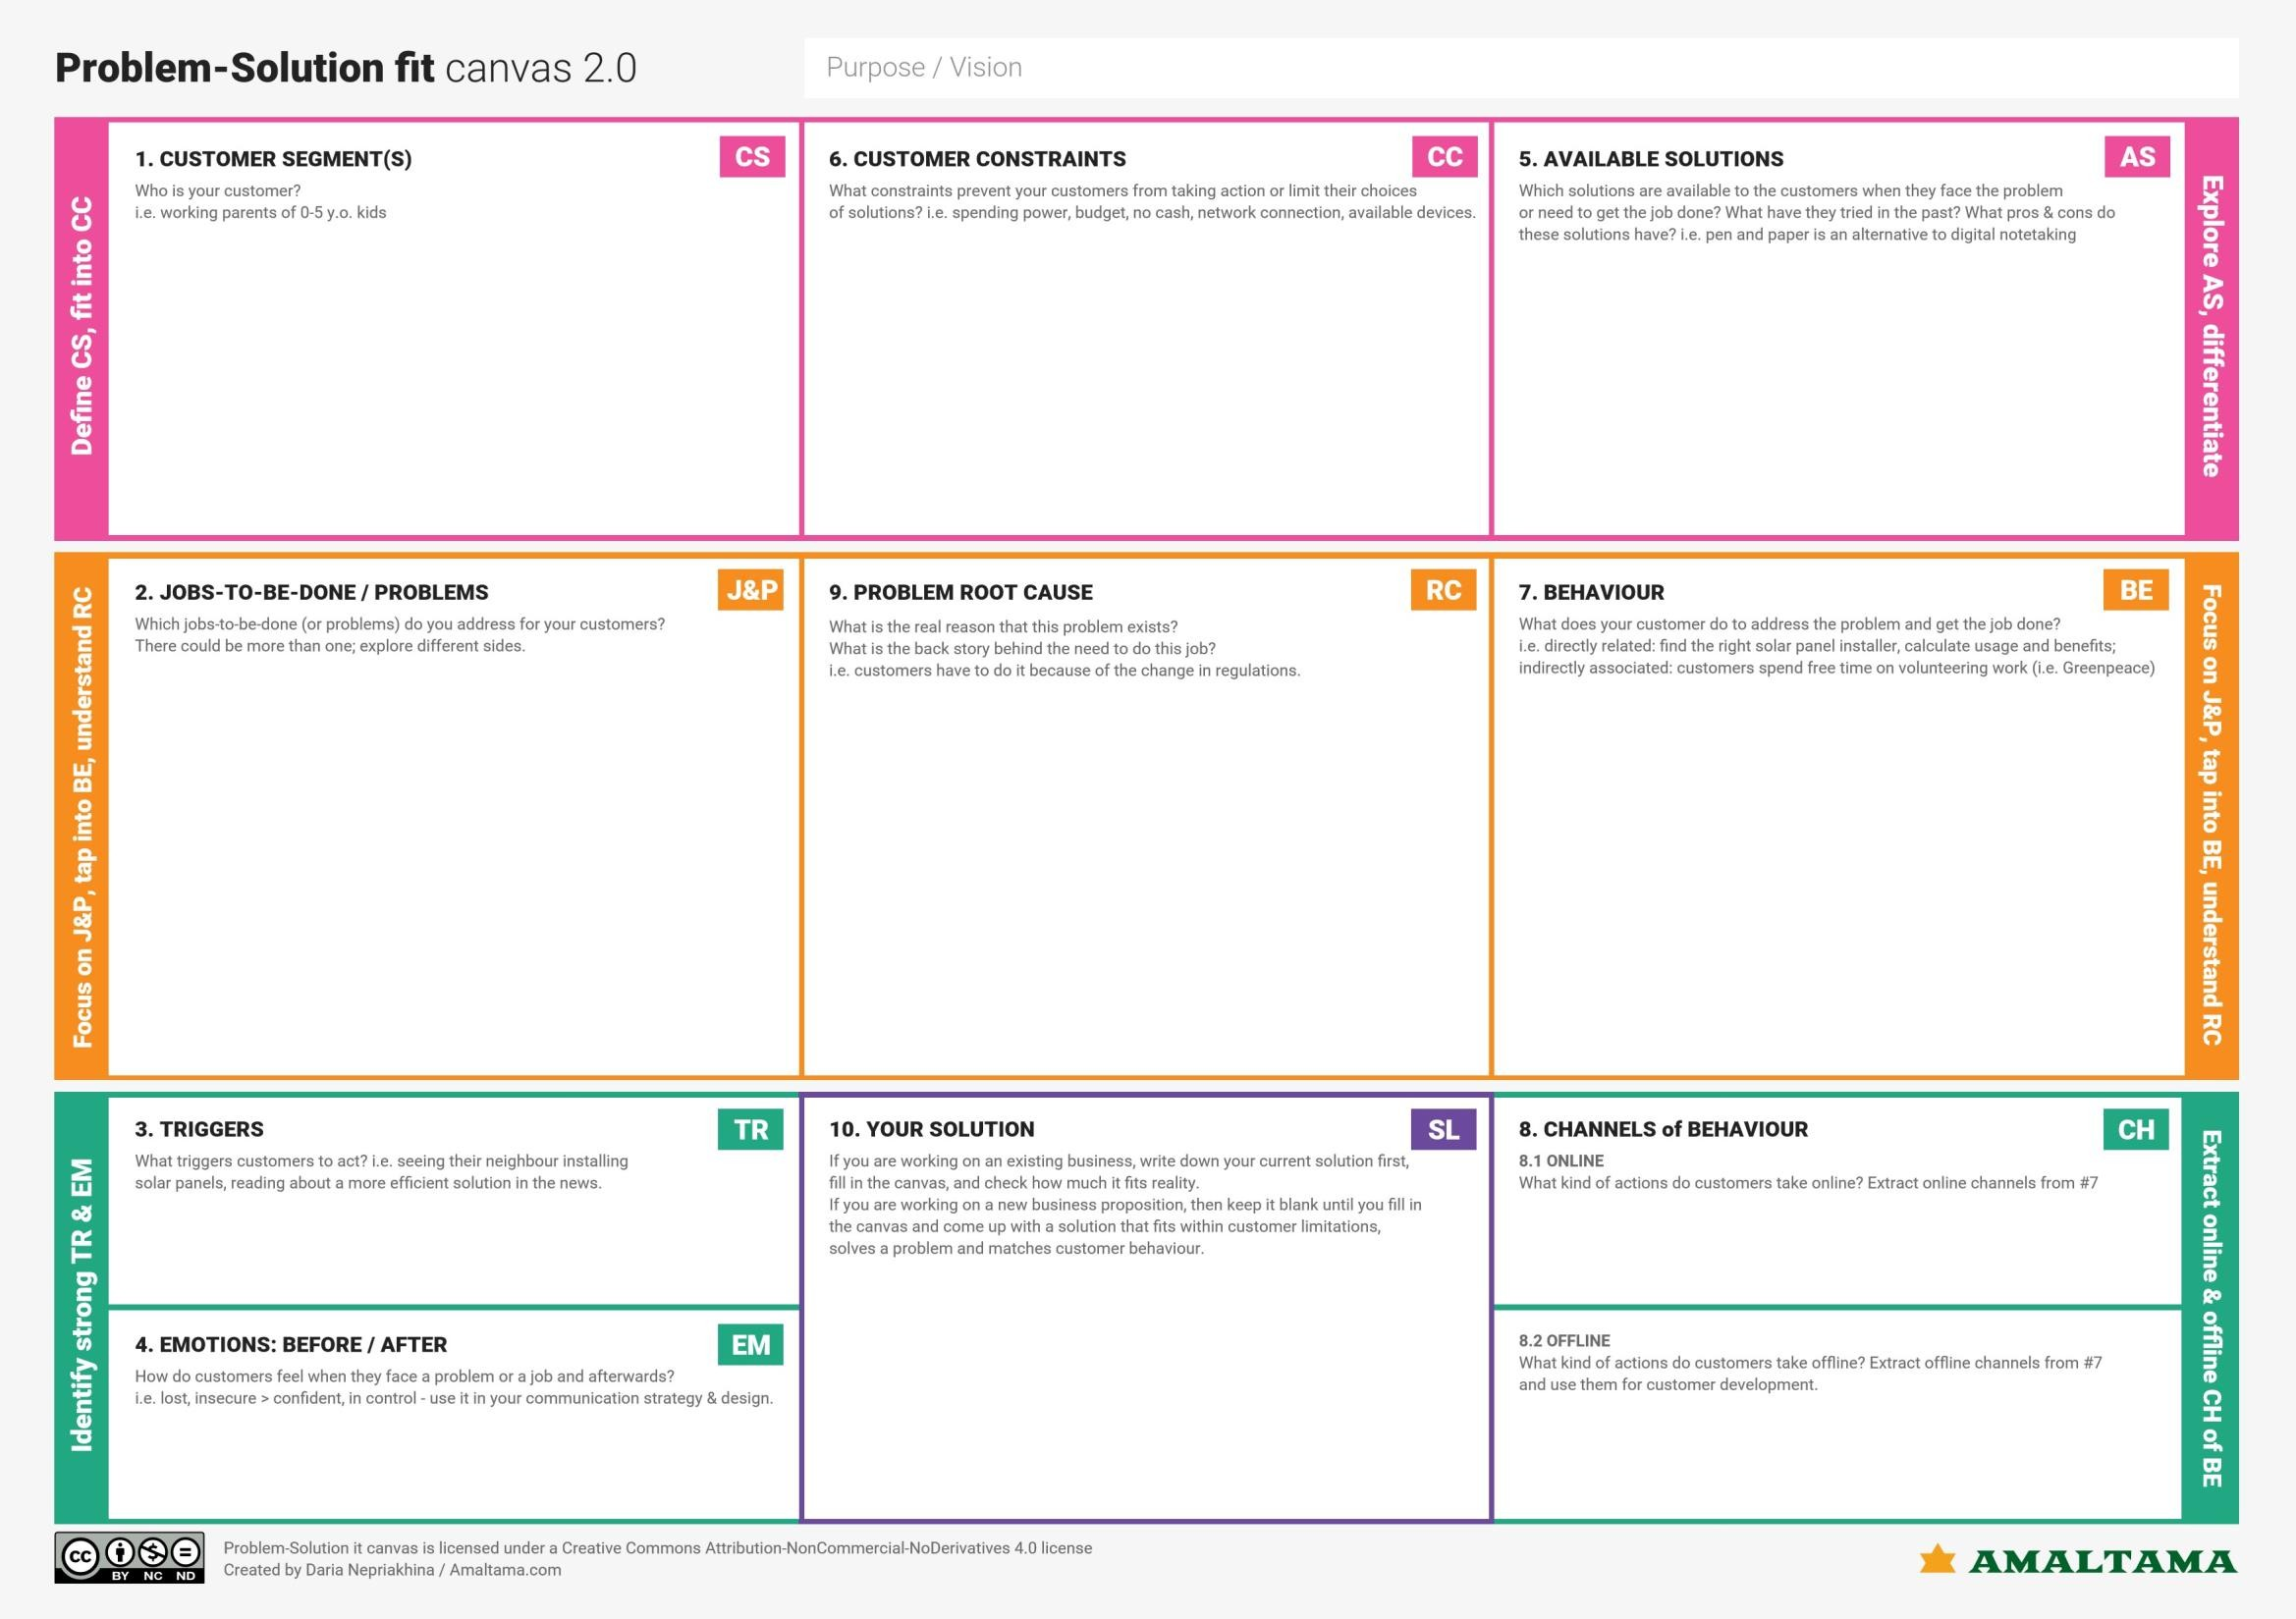 Problem-Solution fit canvas 2.0
Purpose / Vision
Define CS, fit into CC
1. CUSTOMER SEGMENT(S)
CS
Who is your customer?
i.e. working parents of 0-5 y.o. kids
6. CUSTOMER CONSTRAINTS
CC
What constraints prevent your customers from taking action or limit their choices
of solutions? i.e. spending power, budget, no cash, network connection, available devices.
5. AVAILABLE SOLUTIONS
AS
Which solutions are available to the customers when they face the problem
or need to get the job done? What have they tried in the past? What pros & cons do
these solutions have? i.e. pen and paper is an alternative to digital notetaking
Explore AS, differentiate
Focus on J&P, tap into BE, understand RC
2. JOBS-TO-BE-DONE / PROBLEMS
J&P
Which jobs-to-be-done (or problems) do you address for your customers?
There could be more than one; explore different sides.
9. PROBLEM ROOT CAUSE
RC
What is the real reason that this problem exists?
What is the back story behind the need to do this job?
i.e. customers have to do it because of the change in regulations.
7. BEHAVIOUR
BE
What does your customer do to address the problem and get the job done?
i.e. directly related: find the right solar panel installer, calculate usage and benefits;
indirectly associated: customers spend free time on volunteering work (i.e. Greenpeace)
Focus on J&P, tap into BE, understand RC
Identify strong TR & EM
3. TRIGGERS
TR
What triggers customers to act? i.e. seeing their neighbour installing
solar panels, reading about a more efficient solution in the news.
4. EMOTIONS: BEFORE / AFTER
EM
How do customers feel when they face a problem or a job and afterwards?
i.e. lost, insecure > confident, in control - use it in your communication strategy & design.
10. YOUR SOLUTION
SL
If you are working on an existing business, write down your current solution first,
fill in the canvas, and check how much it fits reality.
If you are working on a new business proposition, then keep it blank until you fill in
the canvas and come up with a solution that fits within customer limitations,
solves a problem and matches customer behaviour.
8. CHANNELS of BEHAVIOUR
CH
8.1 ONLINE
What kind of actions do customers take online? Extract online channels from #7
8.2 OFFLINE
What kind of actions do customers take offline? Extract offline channels from #7
and use them for customer development.
Extract online & offline CH of BE
CC
BY NC ND
Problem-Solution it canvas is licensed under a Creative Commons Attribution-NonCommercial-NoDerivatives 4.0 license
Created by Daria Nepriakhina / Amaltama.com
AMALTAMA